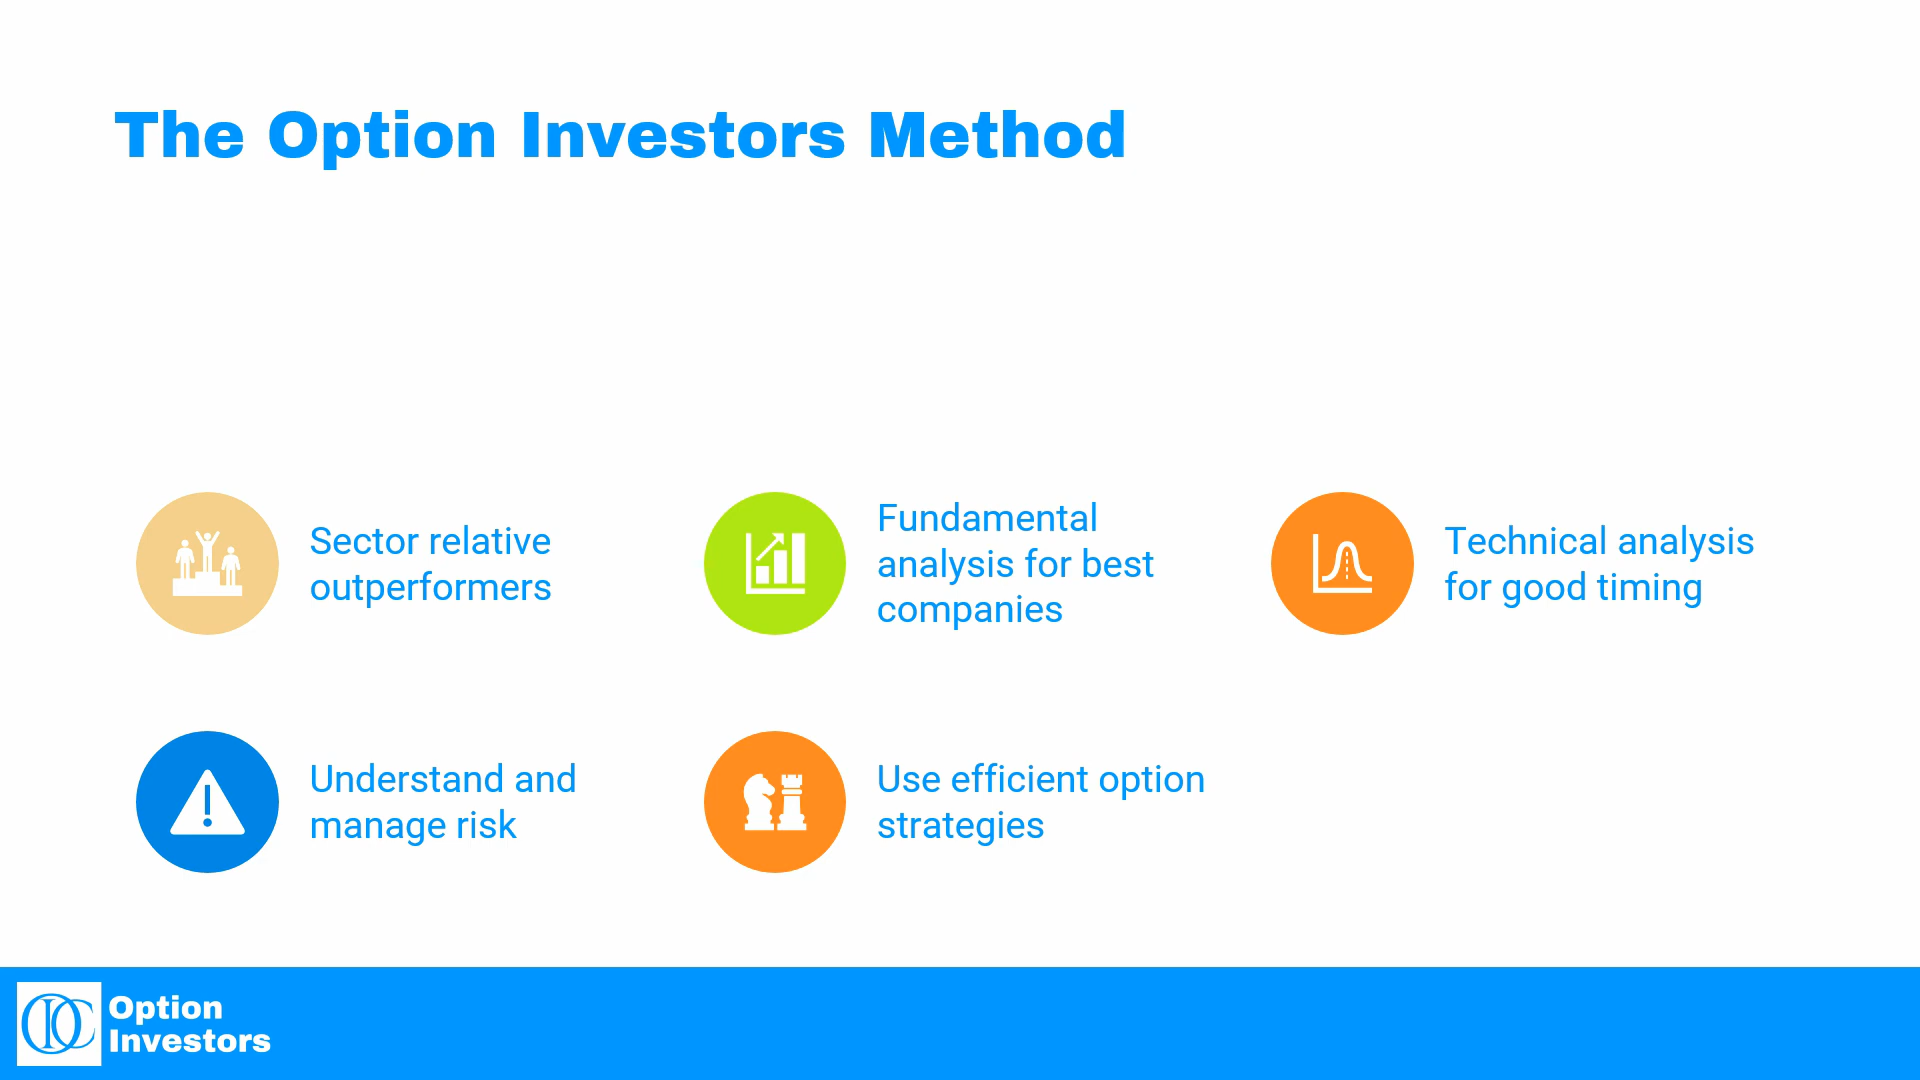 The Option Investors Method
Sector relative
outperformers
Fundamental
analysis for best
companies
Technical analysis
for good timing
Understand and
manage risk
Use efficient option
strategies
Option
Investors